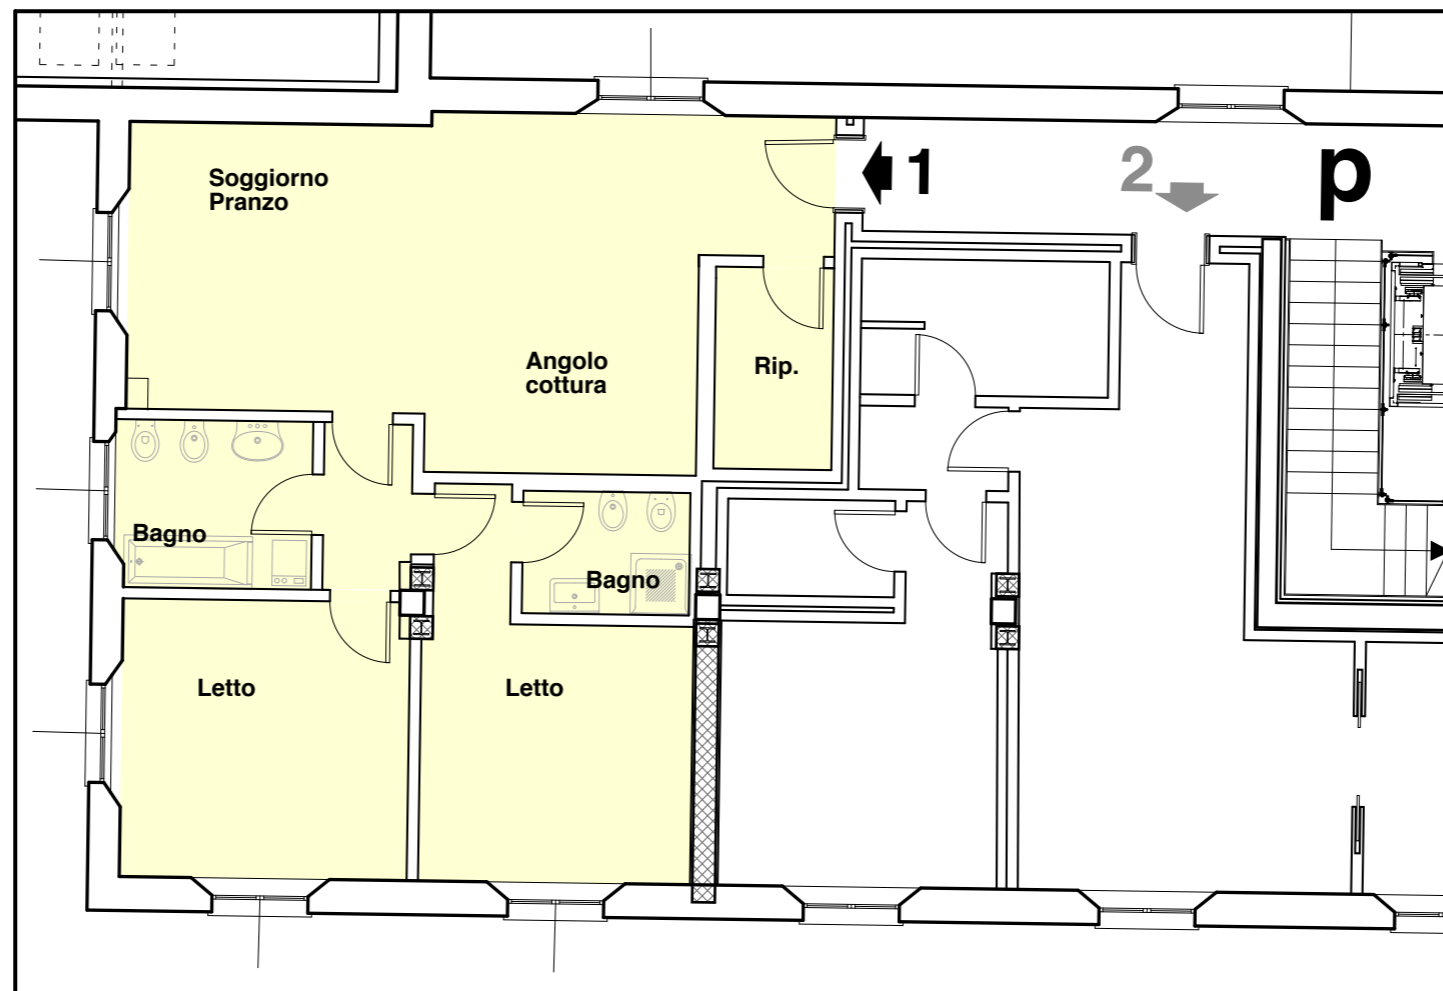 1
2
p
Soggiorno
Pranzo
Angolo
cottura
Rip.
Bagno
Bagno
Letto
Letto